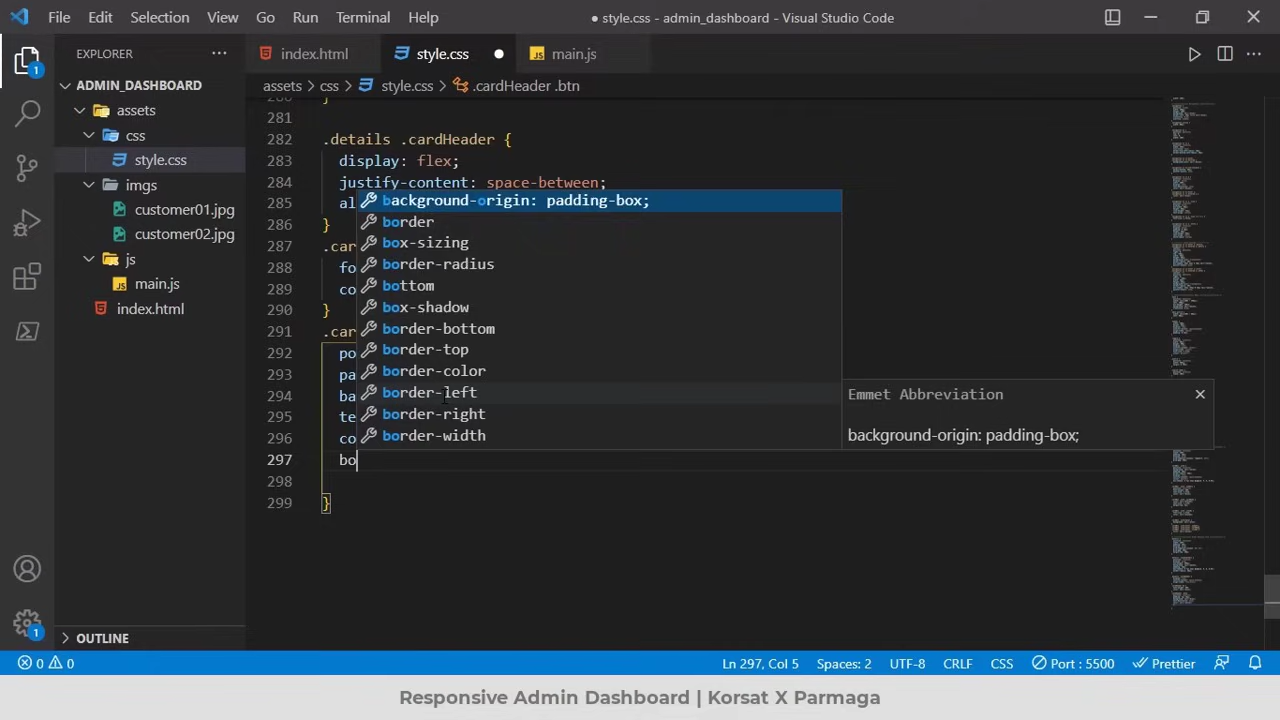 File Edit Selection View Go Run Terminal Help
● style.css - admin_dashboard - Visual Studio Code
EXPLORER
index.html
style.css
main.js
ADMIN_DASHBOARD
assets > css > style.css > .cardHeader .btn
assets
css
style.css
imgs
customer01.jpg
customer02.jpg
js
main.js
index.html
281
282 .details .cardHeader {
283 display: flex;
284 justify-content: space-between;
285 al
286 }
287 .ca
288 fo
289 co
290 }
291 .car
292 po
293 pa
294 ba
295 te
296 co
297 bo
298
299 }
background-origin: padding-box;
border
box-sizing
border-radius
bottom
box-shadow
border-bottom
border-top
border-color
border-left
border-right
border-width
Emmet Abbreviation
background-origin: padding-box;
1
1
OUTLINE
0 0 Ln 297, Col 5 Spaces: 2 UTF-8 CRLF CSS Port : 5500 Prettier
Responsive Admin Dashboard | Korsat X Parmaga